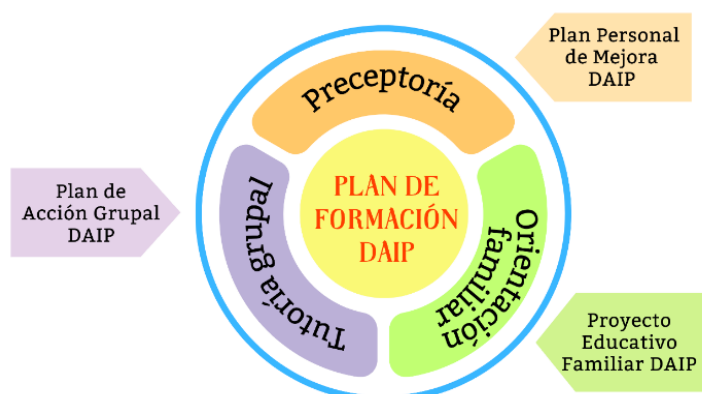 Plan Personal
de Mejora
DAIP
Preceptoría
Plan de
Acción Grupal
DAIP
Tutoría grupal
PLAN DE
FORMACIÓN
DAIP
Orientación
familiar
Proyecto
Educativo
Familiar DAIP